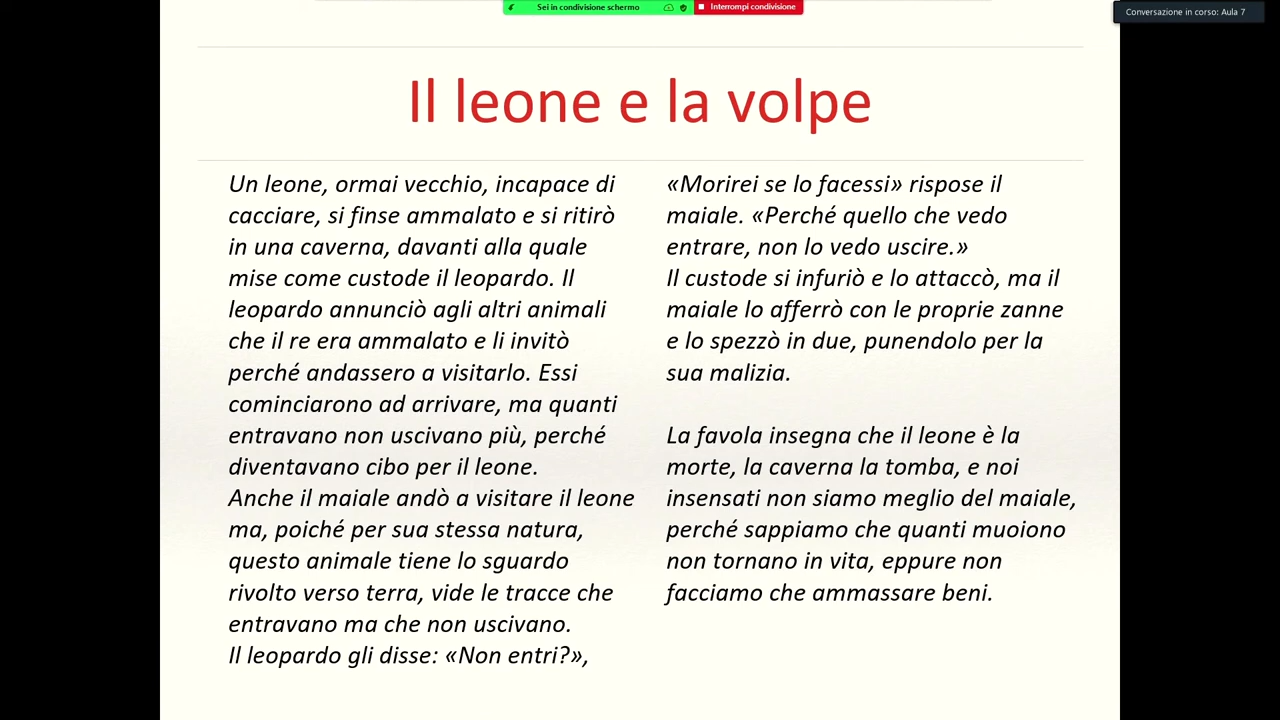 Sei in condivisione schermo
Interrompi condivisione
Conversazione in corso: Aula 7
Il leone e la volpe
Un leone, ormai vecchio, incapace di
cacciare, si finse ammalato e si ritirò
in una caverna, davanti alla quale
mise come custode il leopardo. Il
leopardo annunciò agli altri animali
che il re era ammalato e li invitò
perché andassero a visitarlo. Essi
cominciarono ad arrivare, ma quanti
entravano non uscivano più, perché
diventavano cibo per il leone.
Anche il maiale andò a visitare il leone
ma, poiché per sua stessa natura,
questo animale tiene lo sguardo
rivolto verso terra, vide le tracce che
entravano ma che non uscivano.
Il leopardo gli disse: «Non entri?»,
«Morirei se lo facessi» rispose il
maiale. «Perché quello che vedo
entrare, non lo vedo uscire.»
Il custode si infuriò e lo attaccò, ma il
maiale lo afferrò con le proprie zanne
e lo spezzò in due, punendolo per la
sua malizia.
La favola insegna che il leone è la
morte, la caverna la tomba, e noi
insensati non siamo meglio del maiale,
perché sappiamo che quanti muoiono
non tornano in vita, eppure non
facciamo che ammassare beni.